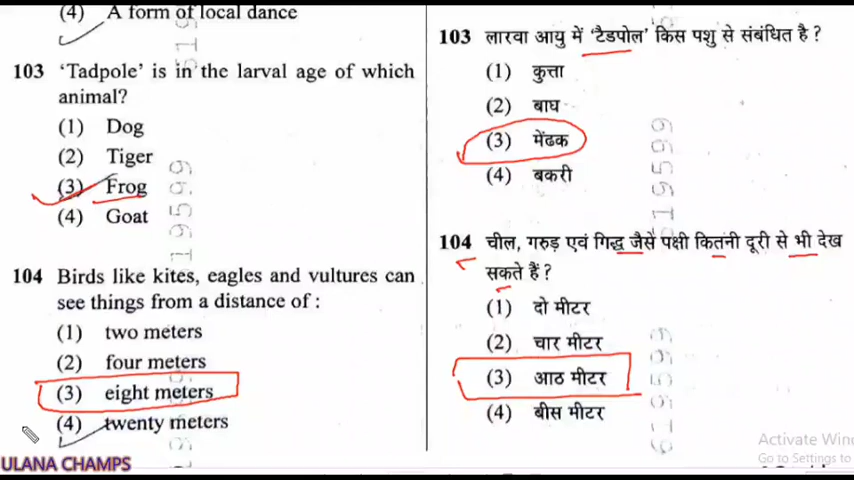 (4) A form of local dance
103 'Tadpole' is in the larval age of which
animal?
(1) Dog
(2) Tiger
(3) Frog
(4) Goat
104 Birds like kites, eagles and vultures can
see things from a distance of :
(1) two meters
(2) four meters
(3) eight meters
(4) twenty meters
ULANA CHAMPS
103 लारवा आयु में 'टैडपोल' किस पशु से संबंधित है ?
(1) कुत्ता
(2) बाघ
(3) मेंढक
(4) बकरी
104 चील, गरुड़ एवं गिद्ध जैसे पक्षी कितनी दूरी से भी देख
सकते हैं ?
(1) दो मीटर
(2) चार मीटर
(3) आठ मीटर
(4) बीस मीटर
Activate Win
Go to Settings to